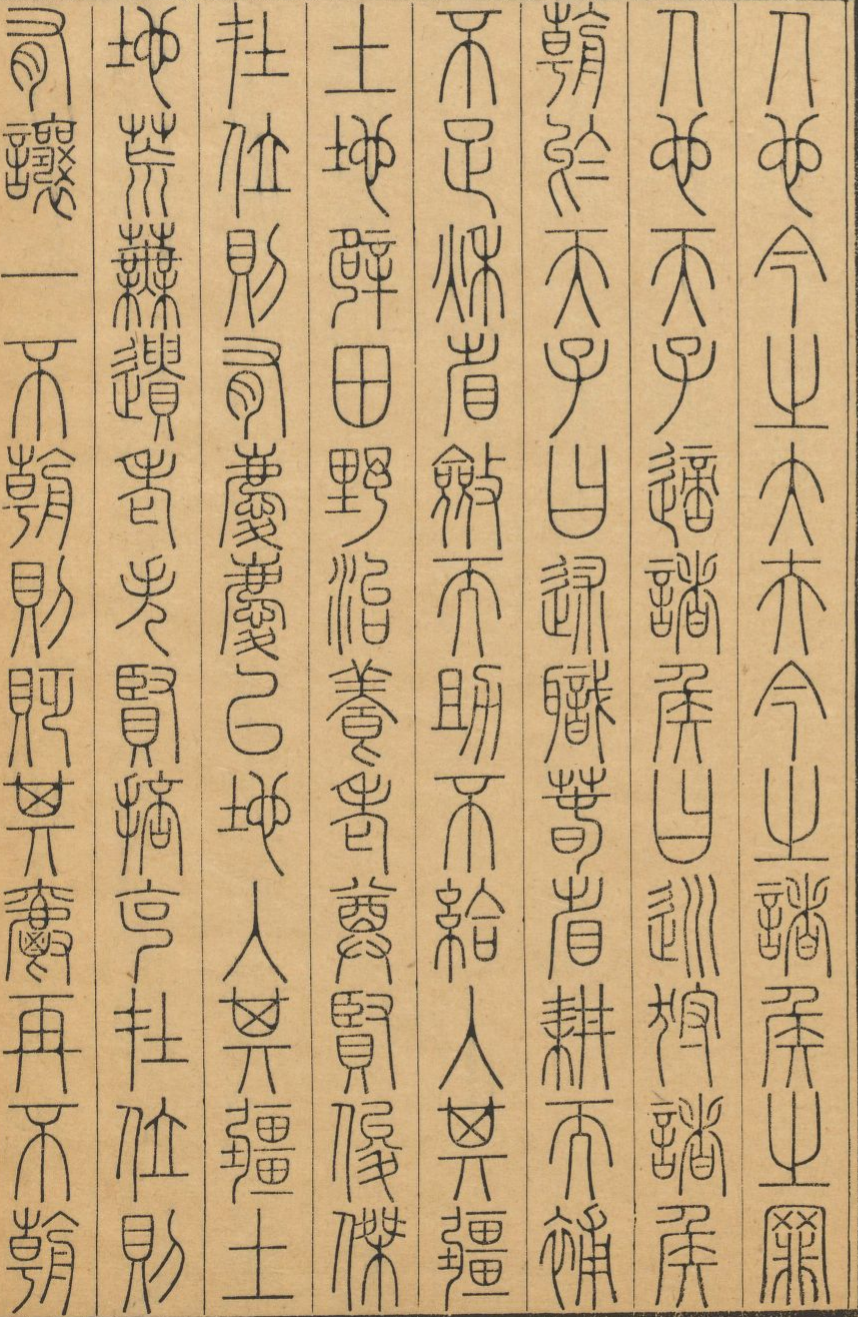 人也今之大夫今之諸侯之罪
人也天子適諸侯曰巡狩諸侯
朝於天子曰述職春省耕而補
不足秋省斂而助不給入其疆
土地辟田野治養老尊賢俊傑
在位則有慶慶以地入其疆土
地荒蕪遺老失賢掊克在位則
有讓一不朝則貶其爵再不朝